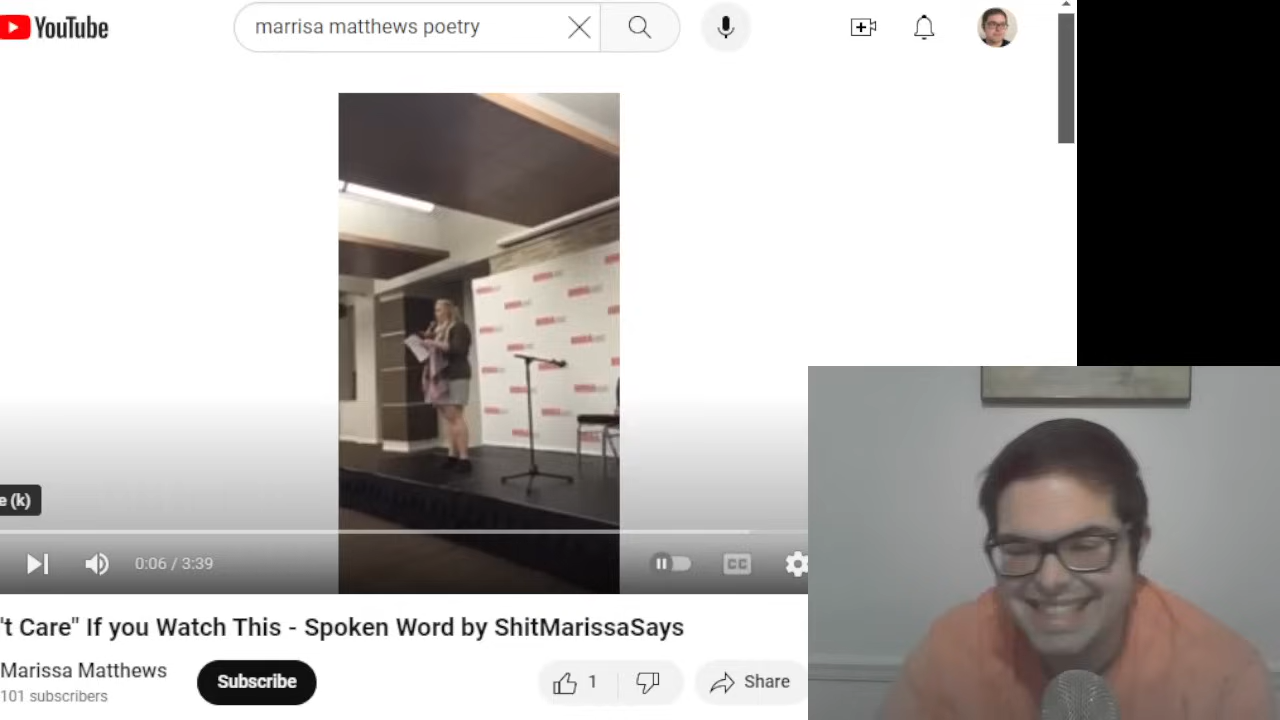 YouTube
marrisa matthews poetry
e (k)
0:06 / 3:39
CC
't Care" If you Watch This - Spoken Word by ShitMarissaSays
Marissa Matthews
Subscribe
1
Share
101 subscribers